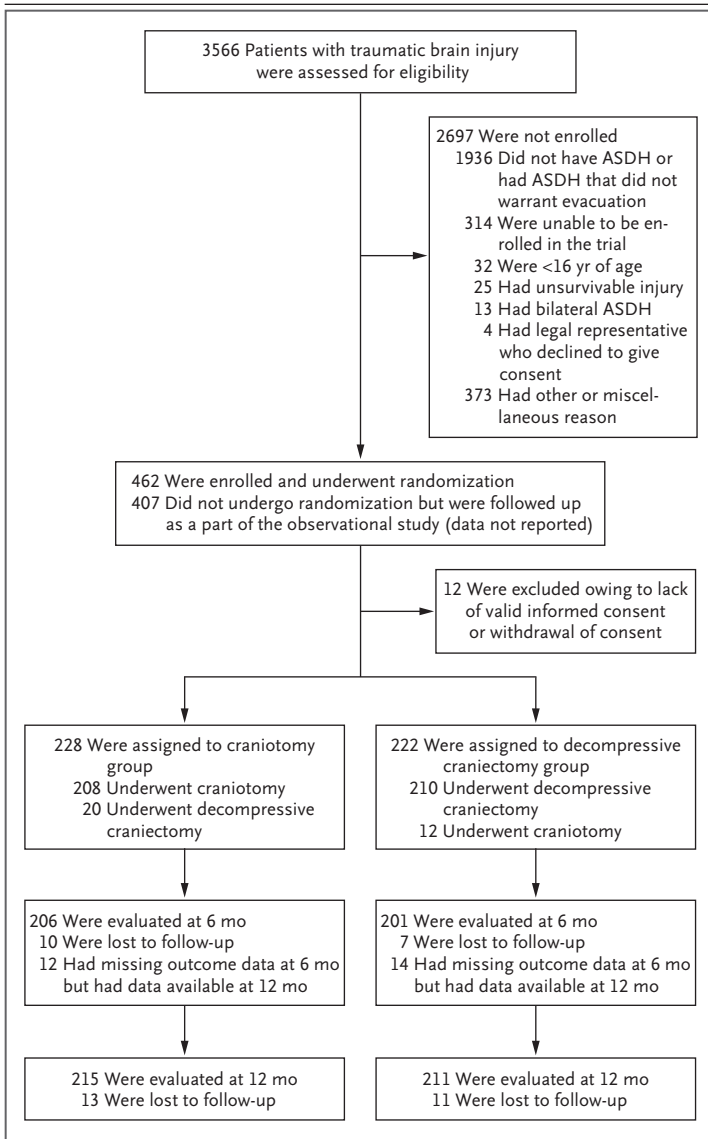 3566 Patients with traumatic brain injury
were assessed for eligibility
2697 Were not enrolled
1936 Did not have ASDH or
had ASDH that did not
warrant evacuation
314 Were unable to be en-
rolled in the trial
32 Were <16 yr of age
25 Had unsurvivable injury
13 Had bilateral ASDH
4 Had legal representative
who declined to give
consent
373 Had other or miscel-
laneous reason
462 Were enrolled and underwent randomization
407 Did not undergo randomization but were followed up
as a part of the observational study (data not reported)
12 Were excluded owing to lack
of valid informed consent
or withdrawal of consent
228 Were assigned to craniotomy
group
208 Underwent craniotomy
20 Underwent decompressive
craniectomy
222 Were assigned to decompressive
craniectomy group
210 Underwent decompressive
craniectomy
12 Underwent craniotomy
206 Were evaluated at 6 mo
10 Were lost to follow-up
12 Had missing outcome data at 6 mo
but had data available at 12 mo
201 Were evaluated at 6 mo
7 Were lost to follow-up
14 Had missing outcome data at 6 mo
but had data available at 12 mo
215 Were evaluated at 12 mo
13 Were lost to follow-up
211 Were evaluated at 12 mo
11 Were lost to follow-up